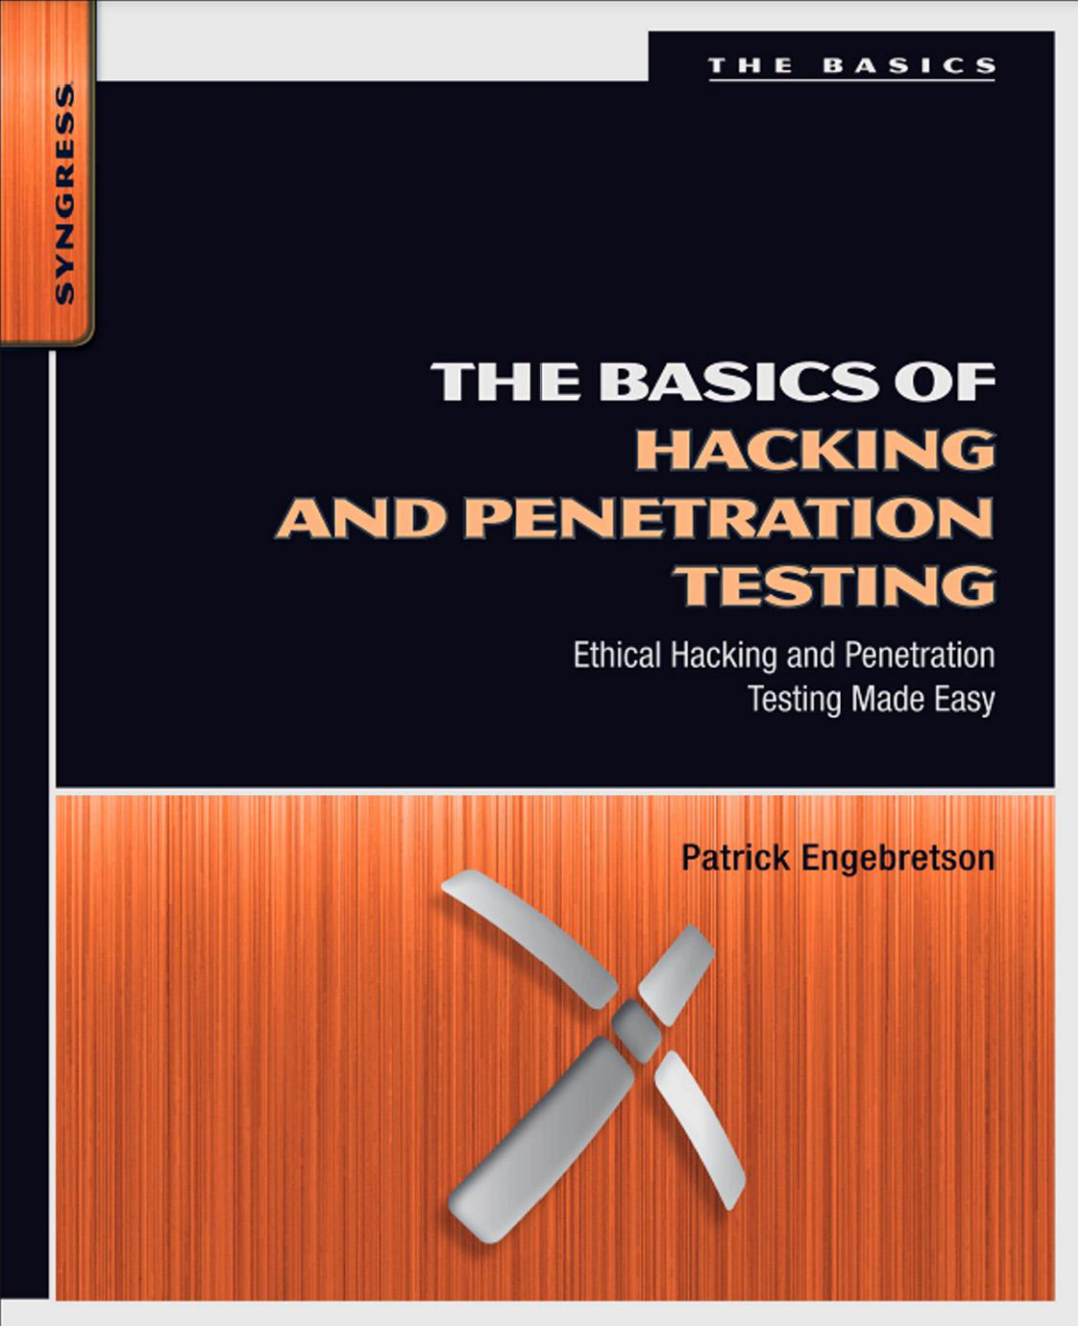 THE BASICS
SYNGRESS
THE BASICS OF
HACKING
AND PENETRATION
TESTING
Ethical Hacking and Penetration
Testing Made Easy
Patrick Engebretson